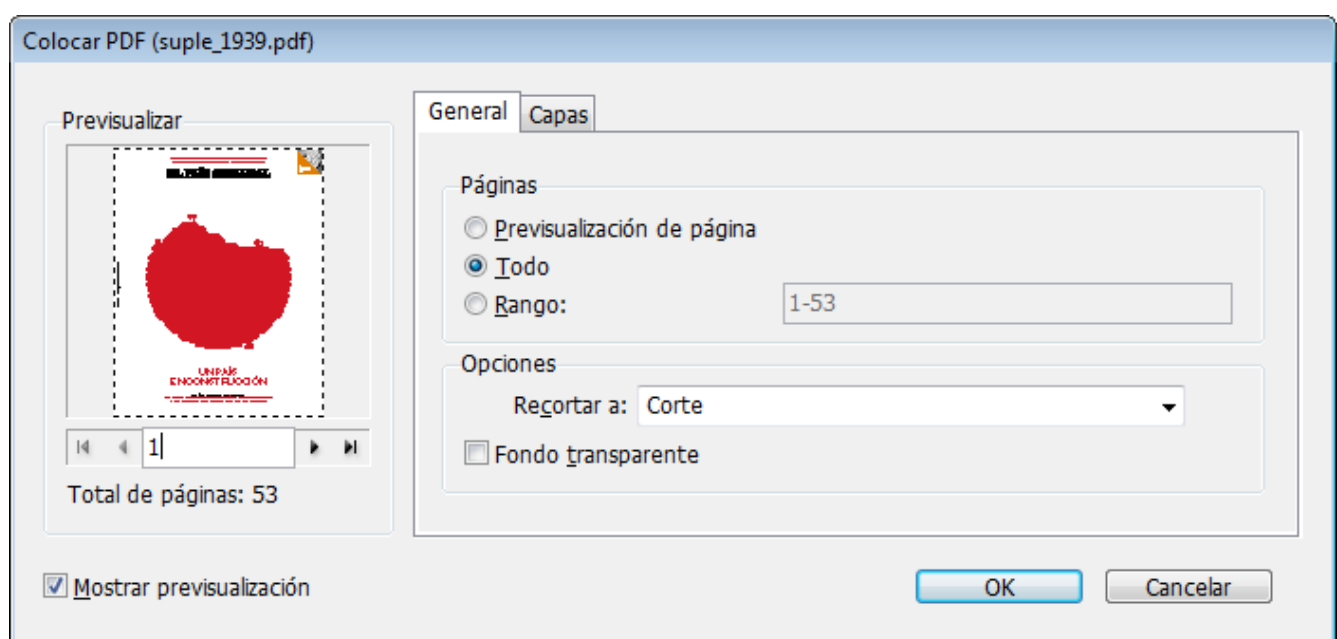 Colocar PDF (suple_1939.pdf)
Previsualizar
UN PAÍS
EN CONSTRUCCIÓN
1
Total de páginas: 53
Mostrar previsualización
General
Capas
Páginas
Previsualización de página
Todo
Rango:
1-53
Opciones
Recortar a:
Corte
Fondo transparente
OK
Cancelar